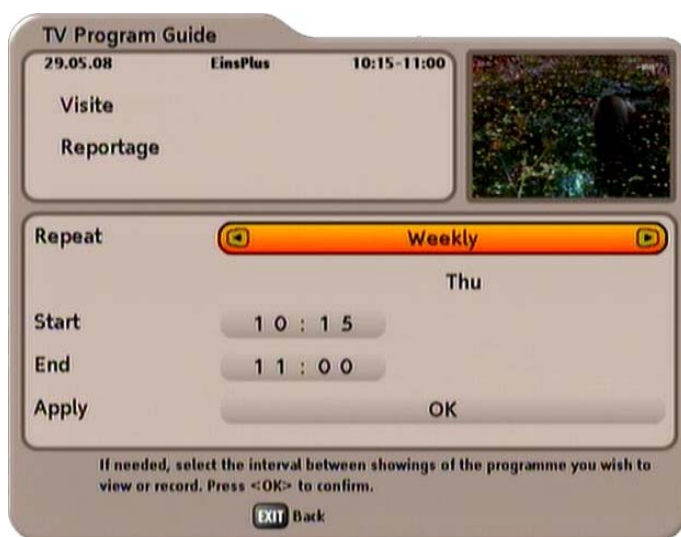 TV Program Guide
29.05.08 EinsPlus 10:15-11:00
Visite
Reportage
Repeat Weekly
Thu
Start 10:15
End 11:00
Apply OK
If needed, select the interval between showings of the programme you wish to
view or record. Press <OK> to confirm.
EXIT Back